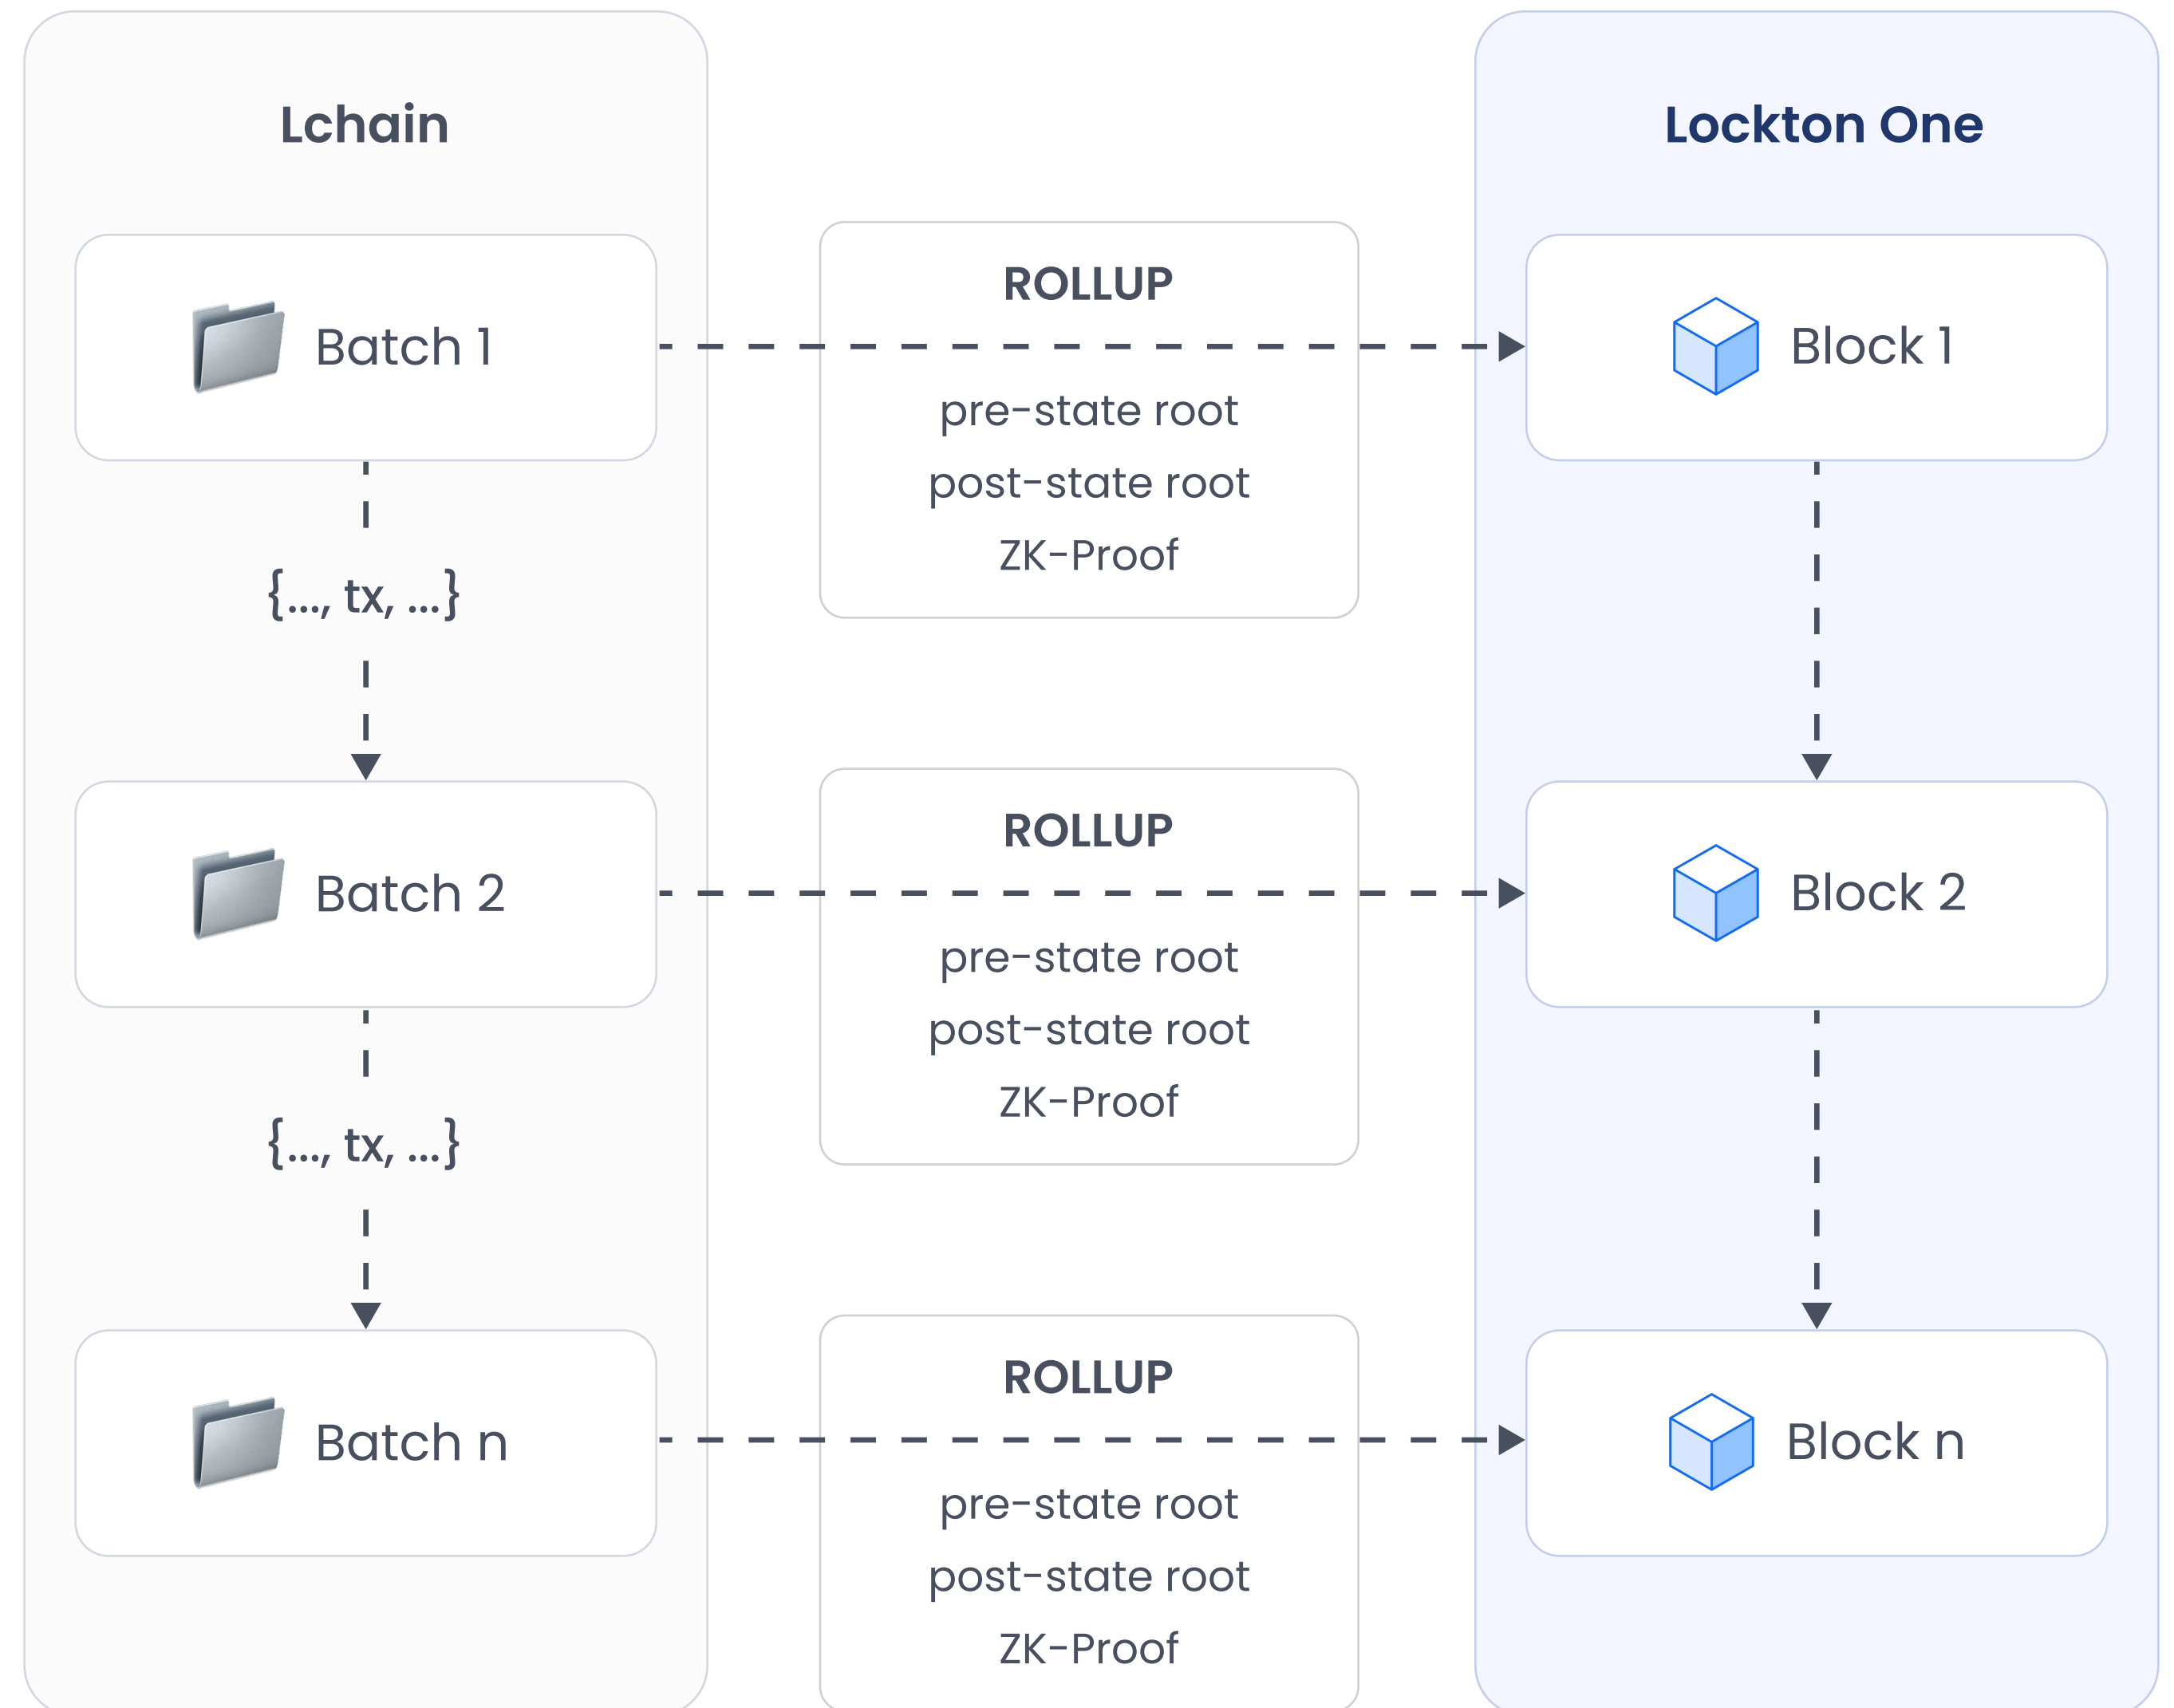 Lchain
Lockton One
ROLLUP
Batch 1
Block 1
pre-state root
post-state root
ZK-Proof
{..., tx, ...}
ROLLUP
Batch 2
Block 2
pre-state root
post-state root
ZK-Proof
{..., tx, ...}
ROLLUP
Batch n
Block n
pre-state root
post-state root
ZK-Proof